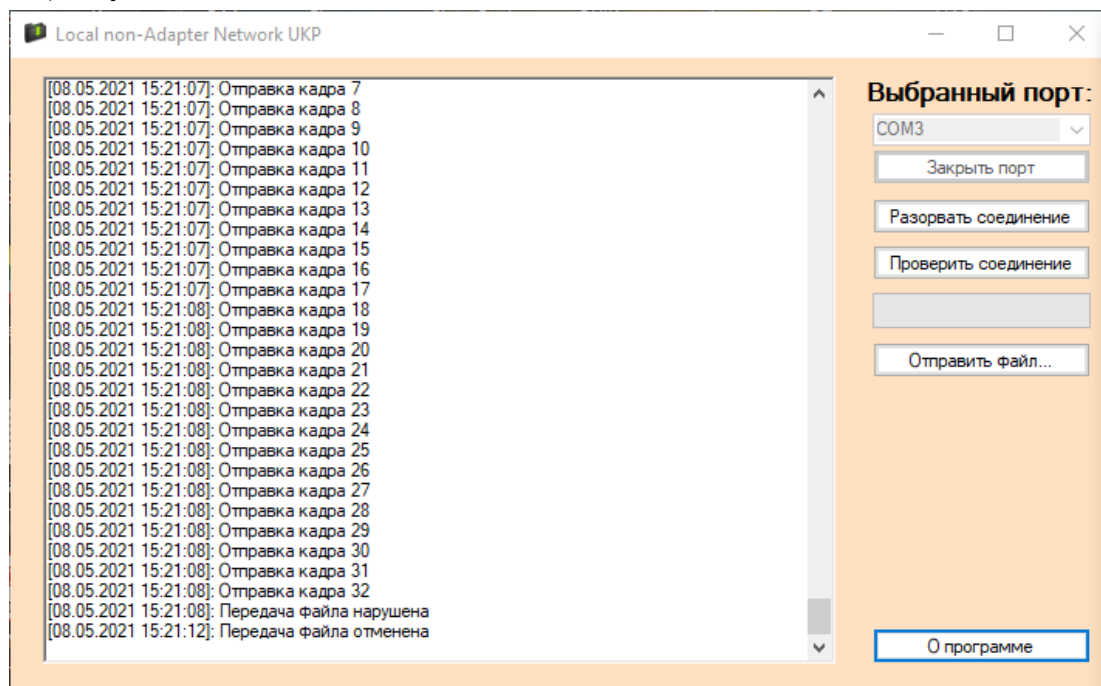 Local non-Adapter Network UKP
[08.05.2021 15:21:07]: Отправка кадра 7
[08.05.2021 15:21:07]: Отправка кадра 8
[08.05.2021 15:21:07]: Отправка кадра 9
[08.05.2021 15:21:07]: Отправка кадра 10
[08.05.2021 15:21:07]: Отправка кадра 11
[08.05.2021 15:21:07]: Отправка кадра 12
[08.05.2021 15:21:07]: Отправка кадра 13
[08.05.2021 15:21:07]: Отправка кадра 14
[08.05.2021 15:21:07]: Отправка кадра 15
[08.05.2021 15:21:07]: Отправка кадра 16
[08.05.2021 15:21:07]: Отправка кадра 17
[08.05.2021 15:21:08]: Отправка кадра 18
[08.05.2021 15:21:08]: Отправка кадра 19
[08.05.2021 15:21:08]: Отправка кадра 20
[08.05.2021 15:21:08]: Отправка кадра 21
[08.05.2021 15:21:08]: Отправка кадра 22
[08.05.2021 15:21:08]: Отправка кадра 23
[08.05.2021 15:21:08]: Отправка кадра 24
[08.05.2021 15:21:08]: Отправка кадра 25
[08.05.2021 15:21:08]: Отправка кадра 26
[08.05.2021 15:21:08]: Отправка кадра 27
[08.05.2021 15:21:08]: Отправка кадра 28
[08.05.2021 15:21:08]: Отправка кадра 29
[08.05.2021 15:21:08]: Отправка кадра 30
[08.05.2021 15:21:08]: Отправка кадра 31
[08.05.2021 15:21:08]: Отправка кадра 32
[08.05.2021 15:21:08]: Передача файла нарушена
[08.05.2021 15:21:12]: Передача файла отменена
Выбранный порт:
COM3
Закрыть порт
Разорвать соединение
Проверить соединение
Отправить файл...
О программе